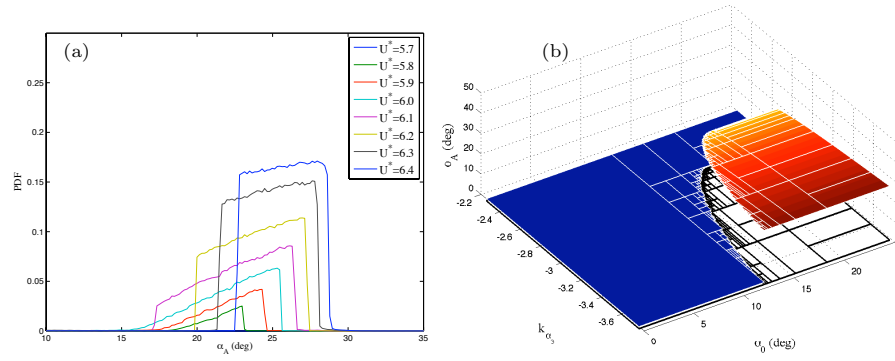 (a)
0.25
0.2
0.15
0.1
0.05
0
10
15
20
25
30
35
PDF
α_A (deg)
U*=5.7
U*=5.8
U*=5.9
U*=6.0
U*=6.1
U*=6.2
U*=6.3
U*=6.4
(b)
50
40
30
20
10
0
α_A (deg)
-2.2
-2.4
-2.6
-2.8
-3
-3.2
-3.4
-3.6
k_α_3
0
5
10
15
20
α_0 (deg)